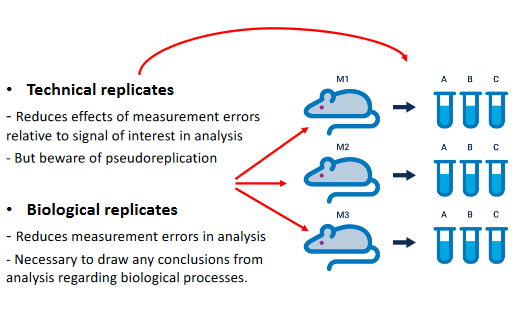 • Technical replicates
- Reduces effects of measurement errors
relative to signal of interest in analysis
- But beware of pseudoreplication
• Biological replicates
- Reduces measurement errors in analysis
- Necessary to draw any conclusions from
analysis regarding biological processes.
M1
A B C
M2
A B C
M3
A B C